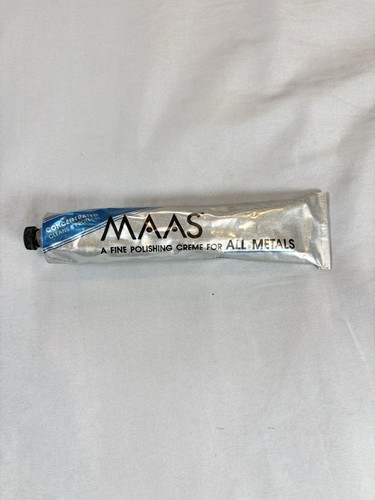 CONCENTRATED
MAAS
A FINE POLISHING CREME FOR ALL METALS